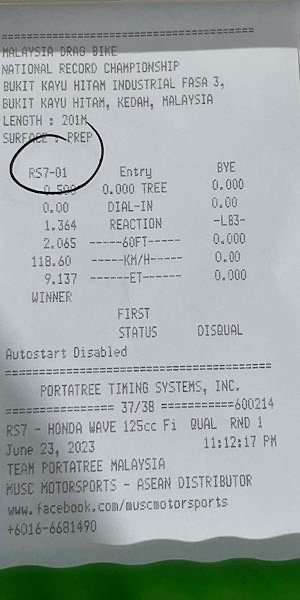 ========================================
MALAYSIA DRAG BIKE
NATIONAL RECORD CHAMPIONSHIP
BUKIT KAYU HITAM INDUSTRIAL FASA 3,
BUKIT KAYU HITAM, KEDAH, MALAYSIA
LENGTH : 201M
SURFACE : PREP
RS7-01 Entry BYE
0.500 0.000 TREE 0.000
0.00 DIAL-IN 0.00
1.364 REACTION -LB3-
2.065 -----60FT----- 0.000
118.60 -----KM/H----- 0.00
9.137 ------ET------ 0.000
WINNER
FIRST
STATUS DISQUAL
Autostart Disabled
========================================
PORTATREE TIMING SYSTEMS, INC.
================ 37/38 ===========600214
RS7 - HONDA WAVE 125cc Fi QUAL RND 1
June 23, 2023 11:12:17 PM
TEAM PORTATREE MALAYSIA
MUSC MOTORSPORTS - ASEAN DISTRIBUTOR
www.facebook.com/muscmotorsports
+6016-6681490